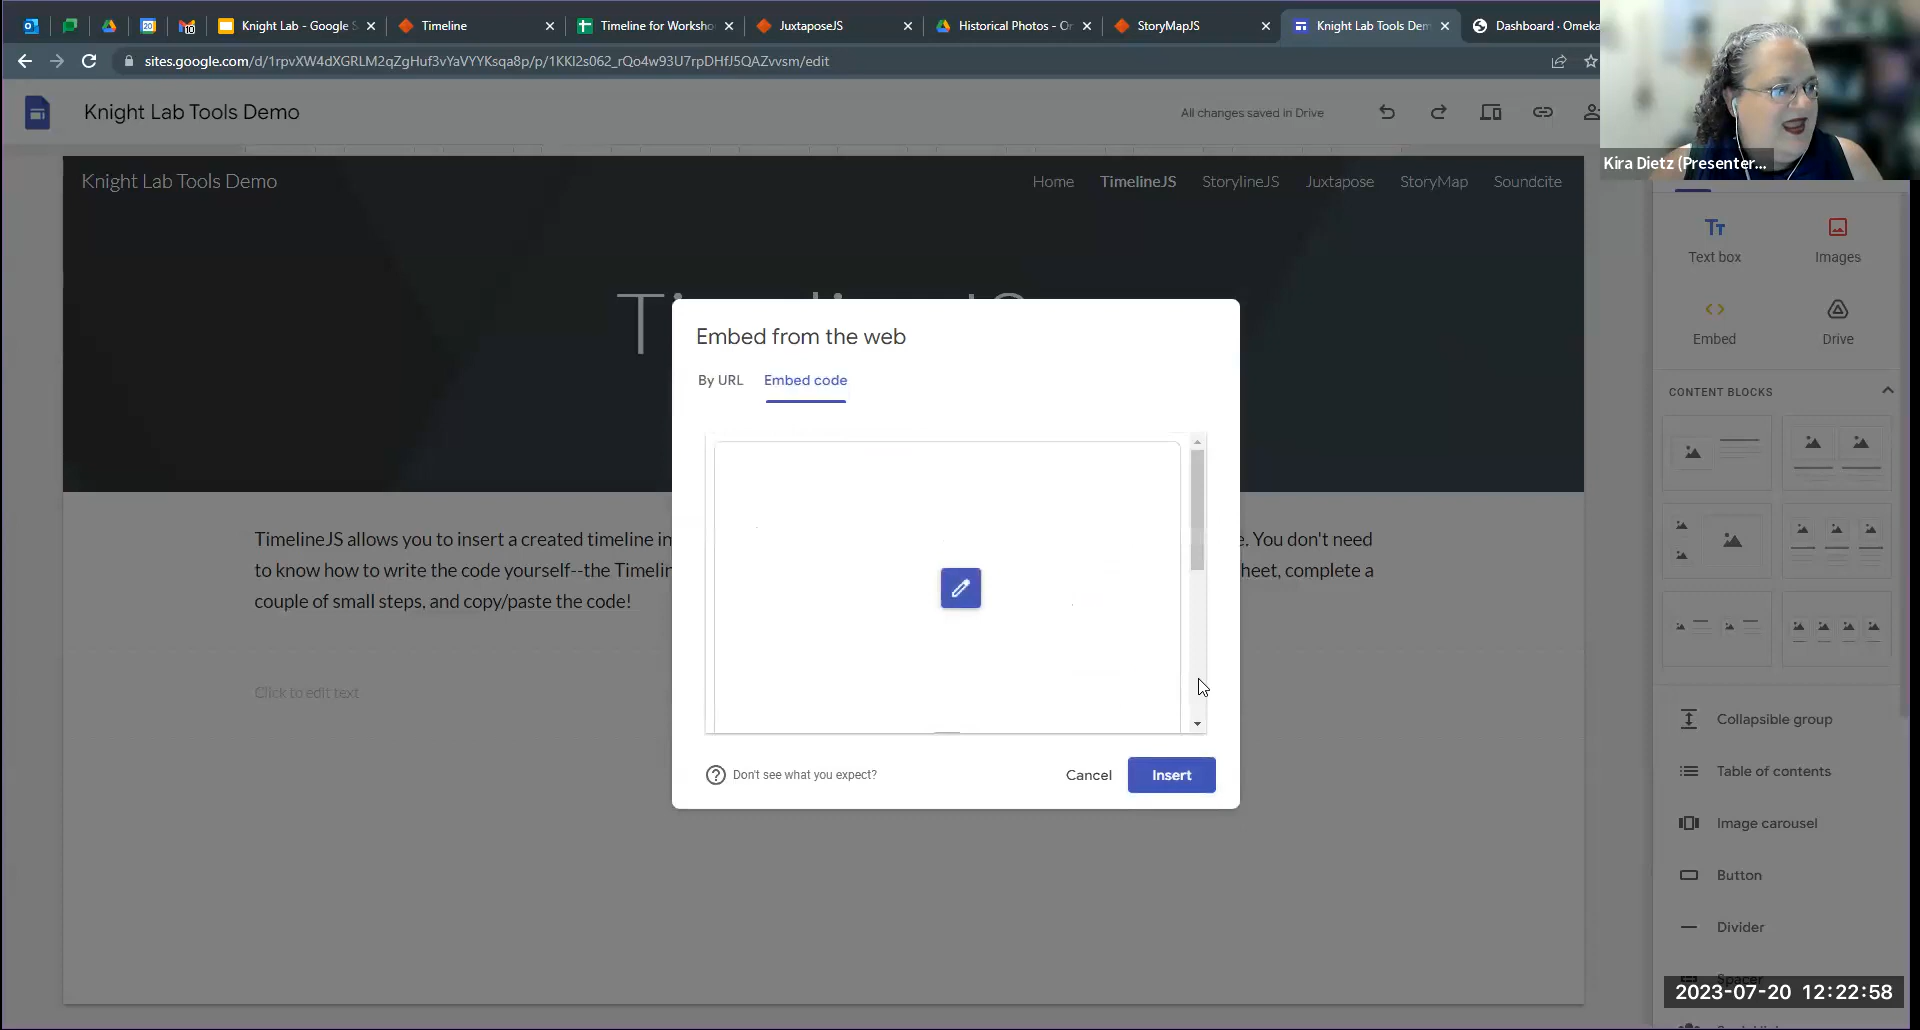 Knight Lab - Google S
Timeline
Timeline for Worksho
JuxtaposeJS
Historical Photos - Or
StoryMapJS
Knight Lab Tools Dem
Dashboard · Omeka
sites.google.com/d/1rpvXW4dXGRLM2qZgHuf3vYaVYYKsqa8p/p/1KKl2s062_rQo4w93U7rpDHfJ5QAZvvsm/edit
Knight Lab Tools Demo
All changes saved in Drive
Kira Dietz (Presenter...
Knight Lab Tools Demo
Home TimelineJS StorylineJS Juxtapose StoryMap Soundcite
Text box
Images
Embed
Drive
Embed from the web
By URL
Embed code
CONTENT BLOCKS
TimelineJS allows you to insert a created timeline in
e. You don't need
to know how to write the code yourself--the Timelin
heet, complete a
couple of small steps, and copy/paste the code!
Click to edit text
Don't see what you expect?
Cancel
Insert
Collapsible group
Table of contents
Image carousel
Button
Divider
Spacer
2023-07-20 12:22:58